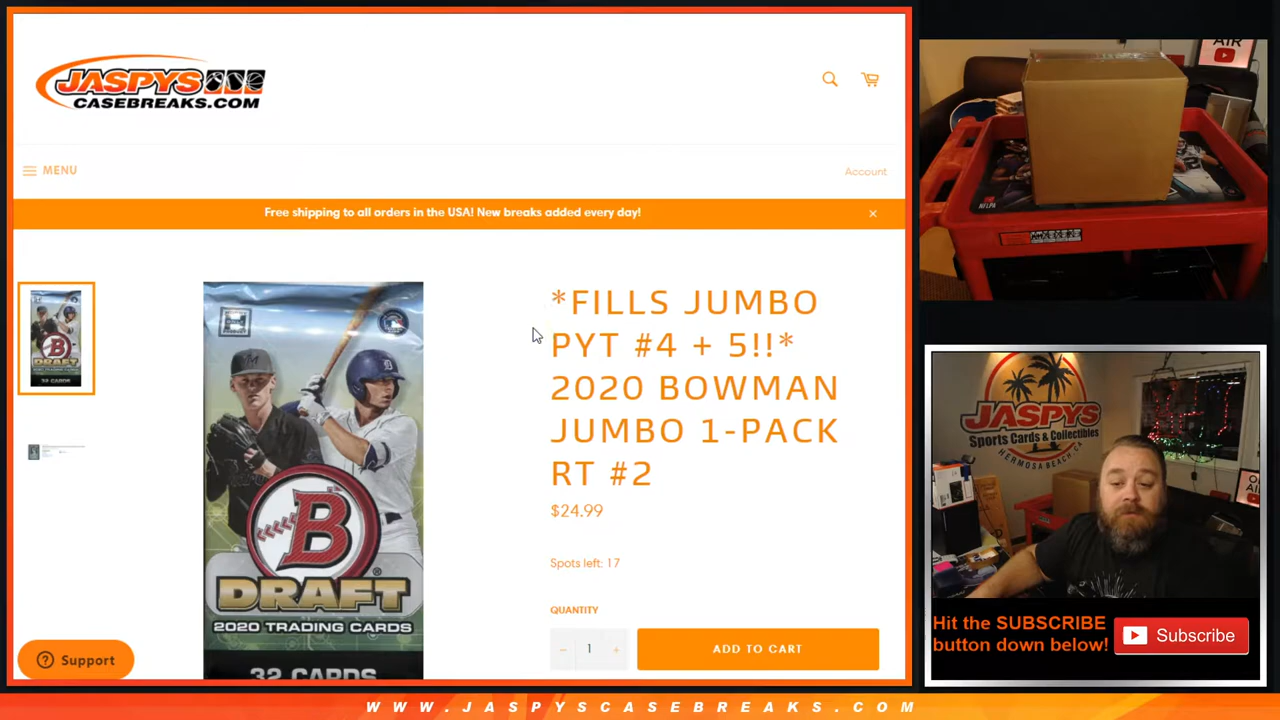 JASPYS
CASEBREAKS.COM
MENU
Account
Free shipping to all orders in the USA! New breaks added every day!
*FILLS JUMBO
PYT #4 + 5!!*
2020 BOWMAN
JUMBO 1-PACK
RT #2
$24.99
Spots left: 17
QUANTITY
− 1 +
ADD TO CART
B
DRAFT
2020 TRADING CARDS
32 CARDS
Support
AIR
NFLPA
JASPYS
Sports Cards & Collectibles
HERMOSA BEACH, CA
Hit the SUBSCRIBE
button down below!
Subscribe
WWW.JASPYSCASEBREAKS.COM